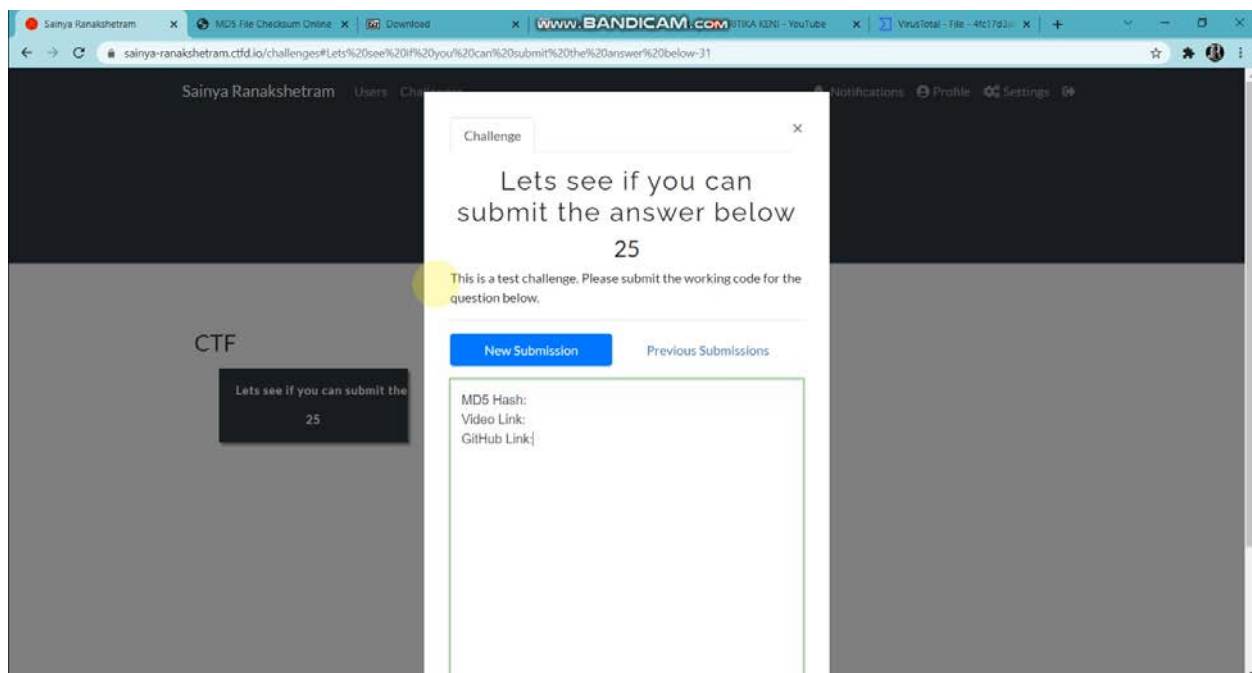 Sainya Ranakshetram
MD5 File Checksum Online
Download
WWW.BANDICAM.COM
KENI - YouTube
VirusTotal - File - 4fc17d2
sainya-ranakshetram.ctfd.io/challenges#Lets%20see%20if%20you%20can%20submit%20the%20answer%20below-31
Sainya Ranakshetram Users
Notifications Profile Settings
Challenge
Lets see if you can
submit the answer below
25
This is a test challenge. Please submit the working code for the
question below.
New Submission Previous Submissions
CTF
Lets see if you can submit the
25
MD5 Hash:
Video Link:
GitHub Link: